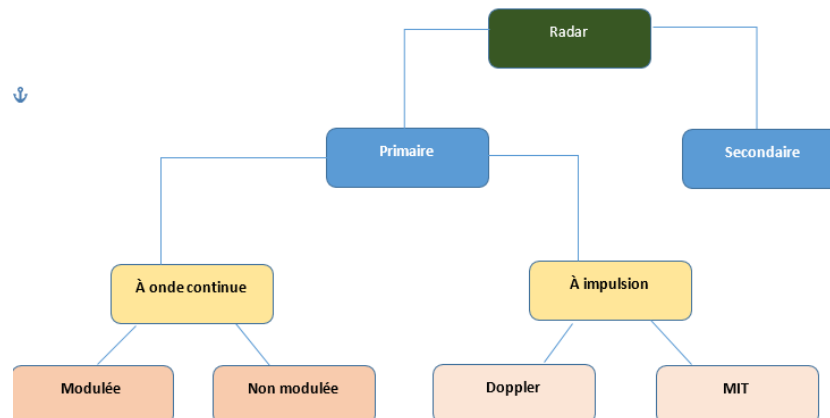 Radar
Primaire
Secondaire
À onde continue
À impulsion
Modulée
Non modulée
Doppler
MIT